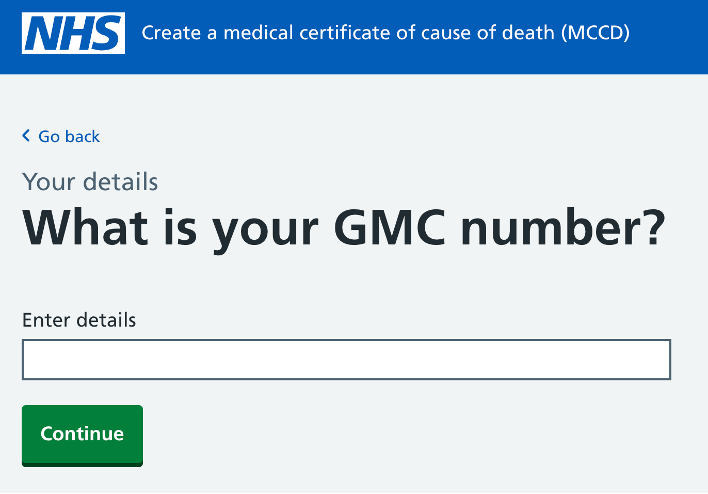 NHS Create a medical certificate of cause of death (MCCD)
Go back
Your details
What is your GMC number?
Enter details
Continue